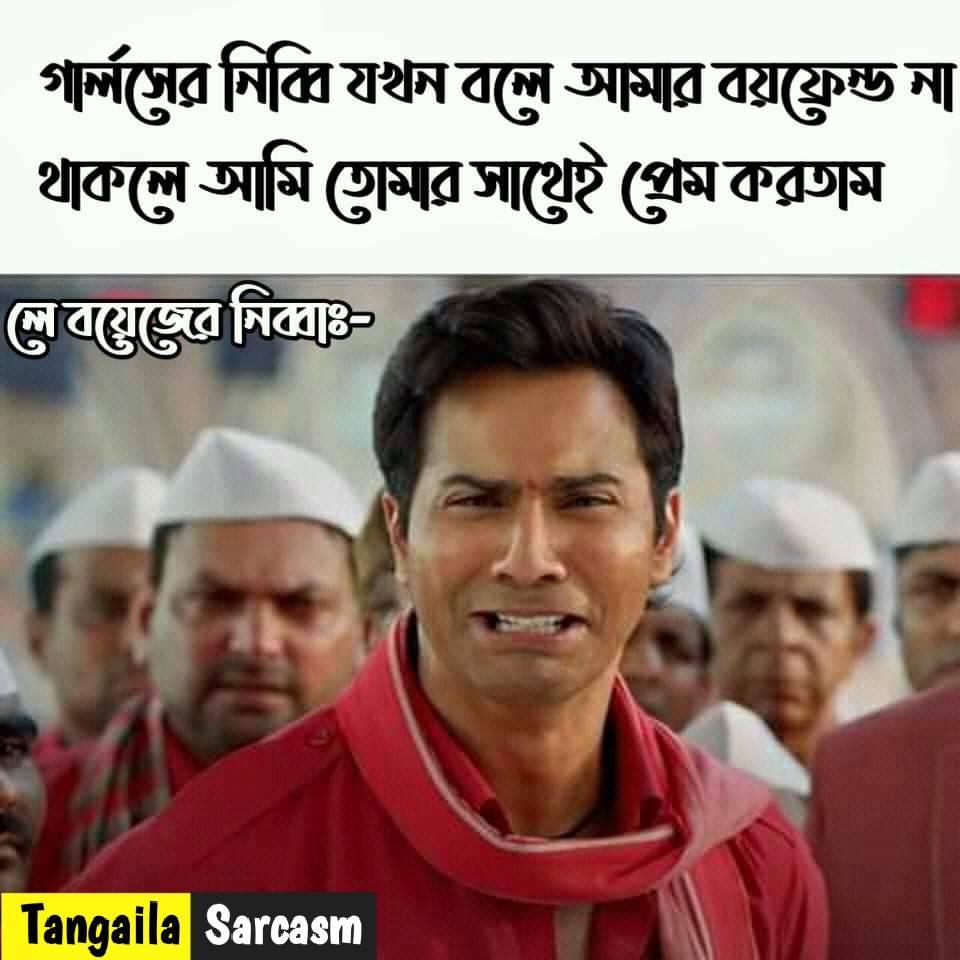 গার্লসের নিব্বি যখন বলে আমার বয়ফ্রেন্ড না
থাকলে আমি তোমার সাথেই প্রেম করতাম
লে বয়েজের নিব্বাঃ-
Tangaila Sarcasm